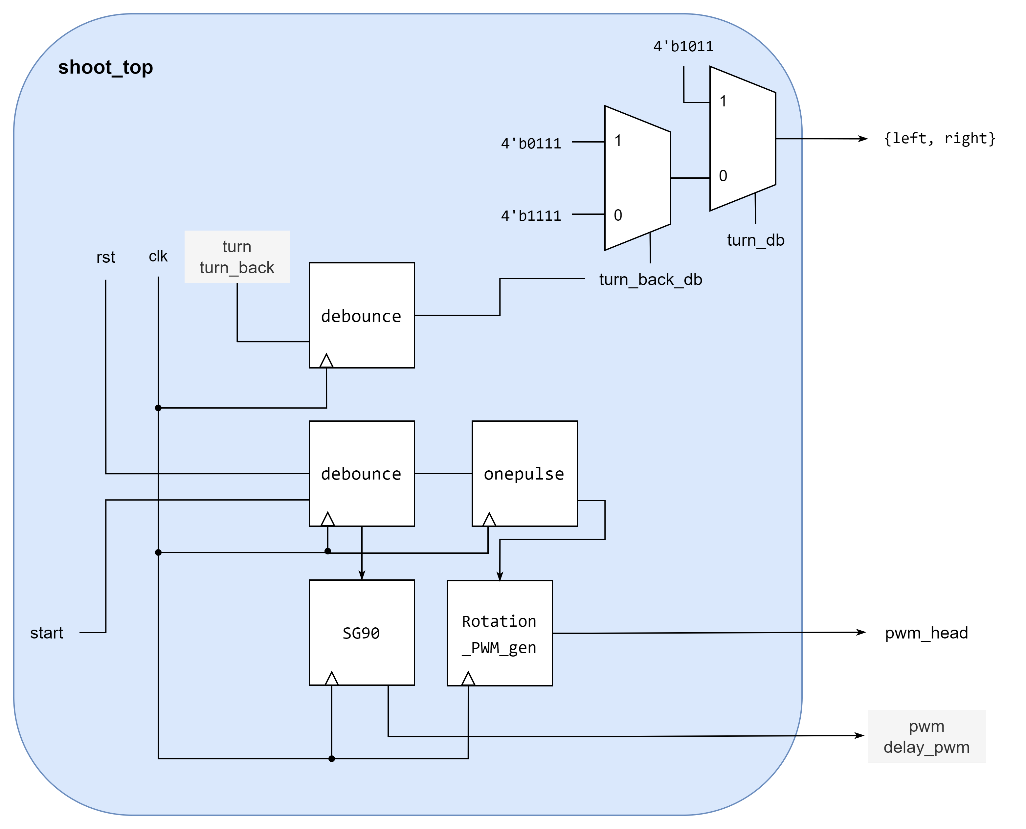 shoot_top
4'b1011
1
{left, right}
4'b0111
1
0
4'b1111
0
turn_db
turn
turn_back
rst
clk
turn_back_db
debounce
debounce
onepulse
start
SG90
Rotation
_PWM_gen
pwm_head
pwm
delay_pwm